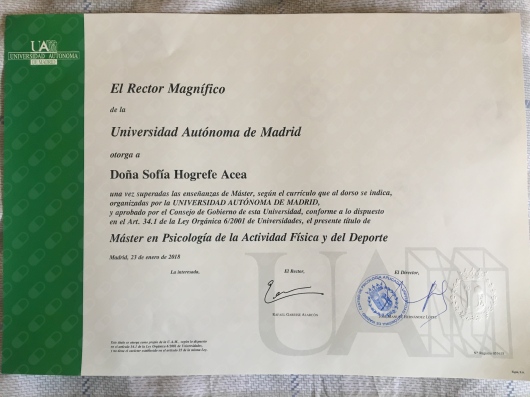 UAM
UNIVERSIDAD AUTONOMA
DE MADRID
El Rector Magnífico
de la
Universidad Autónoma de Madrid
otorga a
Doña Sofía Hogrefe Acea
una vez superadas las enseñanzas de Máster, según el currículo que al dorso se indica,
organizadas por la UNIVERSIDAD AUTÓNOMA DE MADRID,
y aprobado por el Consejo de Gobierno de esta Universidad, conforme a lo dispuesto
en el Art. 34.1 de la Ley Orgánica 6/2001 de Universidades, el presente título de
Máster en Psicología de la Actividad Física y del Deporte
Madrid, 23 de enero de 2018
La interesada,
El Rector,
El Director,